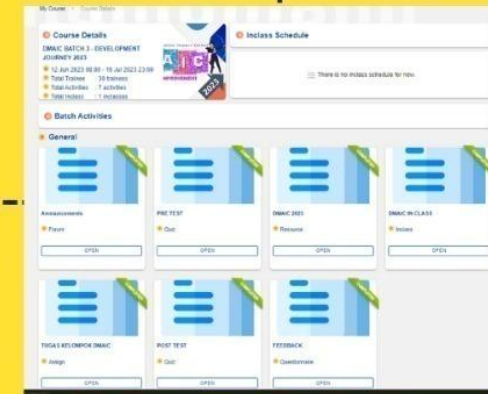 My Course
Course Details
Course Details
DMAIC BATCH 3 - DEVELOPMENT
JOURNEY 2023
12 Jun 2023 08:00 - 16 Jul 2023 23:00
Total Trainee : 30 trainees
Total Activities : 7 activities
Total Inclass : 1 inclasses
2023
Inclass Schedule
There is no inclass schedule for now.
Batch Activities
General
Announcements
Forum
OPEN
PRE TEST
Quiz
OPEN
DMAIC 2023
Resource
OPEN
DMAIC IN CLASS
Inclass
OPEN
TUGAS KELOMPOK DMAIC
Assign
OPEN
POST TEST
Quiz
OPEN
FEEDBACK
Questionnaire
OPEN